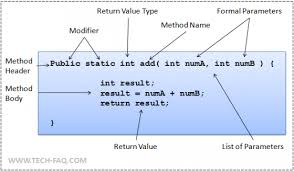 Return Value Type
Formal Parameters
Modifier
Method Name
Method
Header
Public static int add( int numA, int numB ) {
Method
Body
int result;
result = numA + numB;
return result;
}
Return Value
List of Parameters
WWW.TECH-FAQ.COM